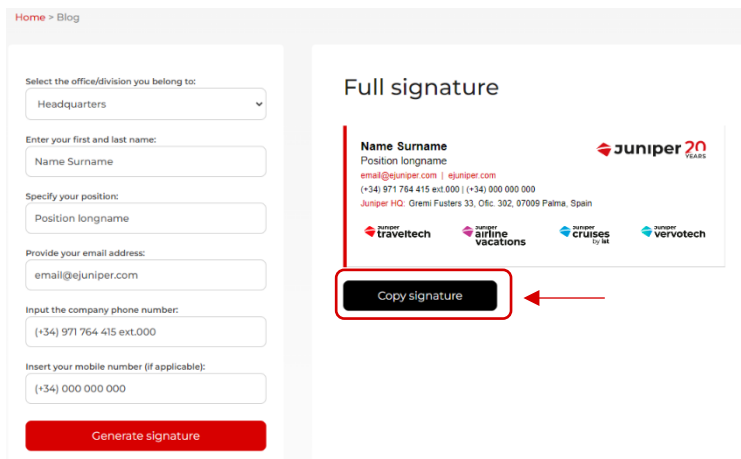 Home > Blog
Select the office/division you belong to:
Headquarters
Enter your first and last name:
Name Surname
Specify your position:
Position longname
Provide your email address:
email@ejuniper.com
Input the company phone number:
(+34) 971 764 415 ext.000
Insert your mobile number (if applicable):
(+34) 000 000 000
Generate signature
Full signature
Name Surname
Position longname
email@ejuniper.com | ejuniper.com
(+34) 971 764 415 ext.000 | (+34) 000 000 000
Juniper HQ: Gremi Fusters 33, Ofic. 302, 07009 Palma, Spain
Juniper 20
YEARS
Juniper
traveltech
Juniper
airline
vacations
Juniper
cruises
by ist
Juniper
vervotech
Copy signature